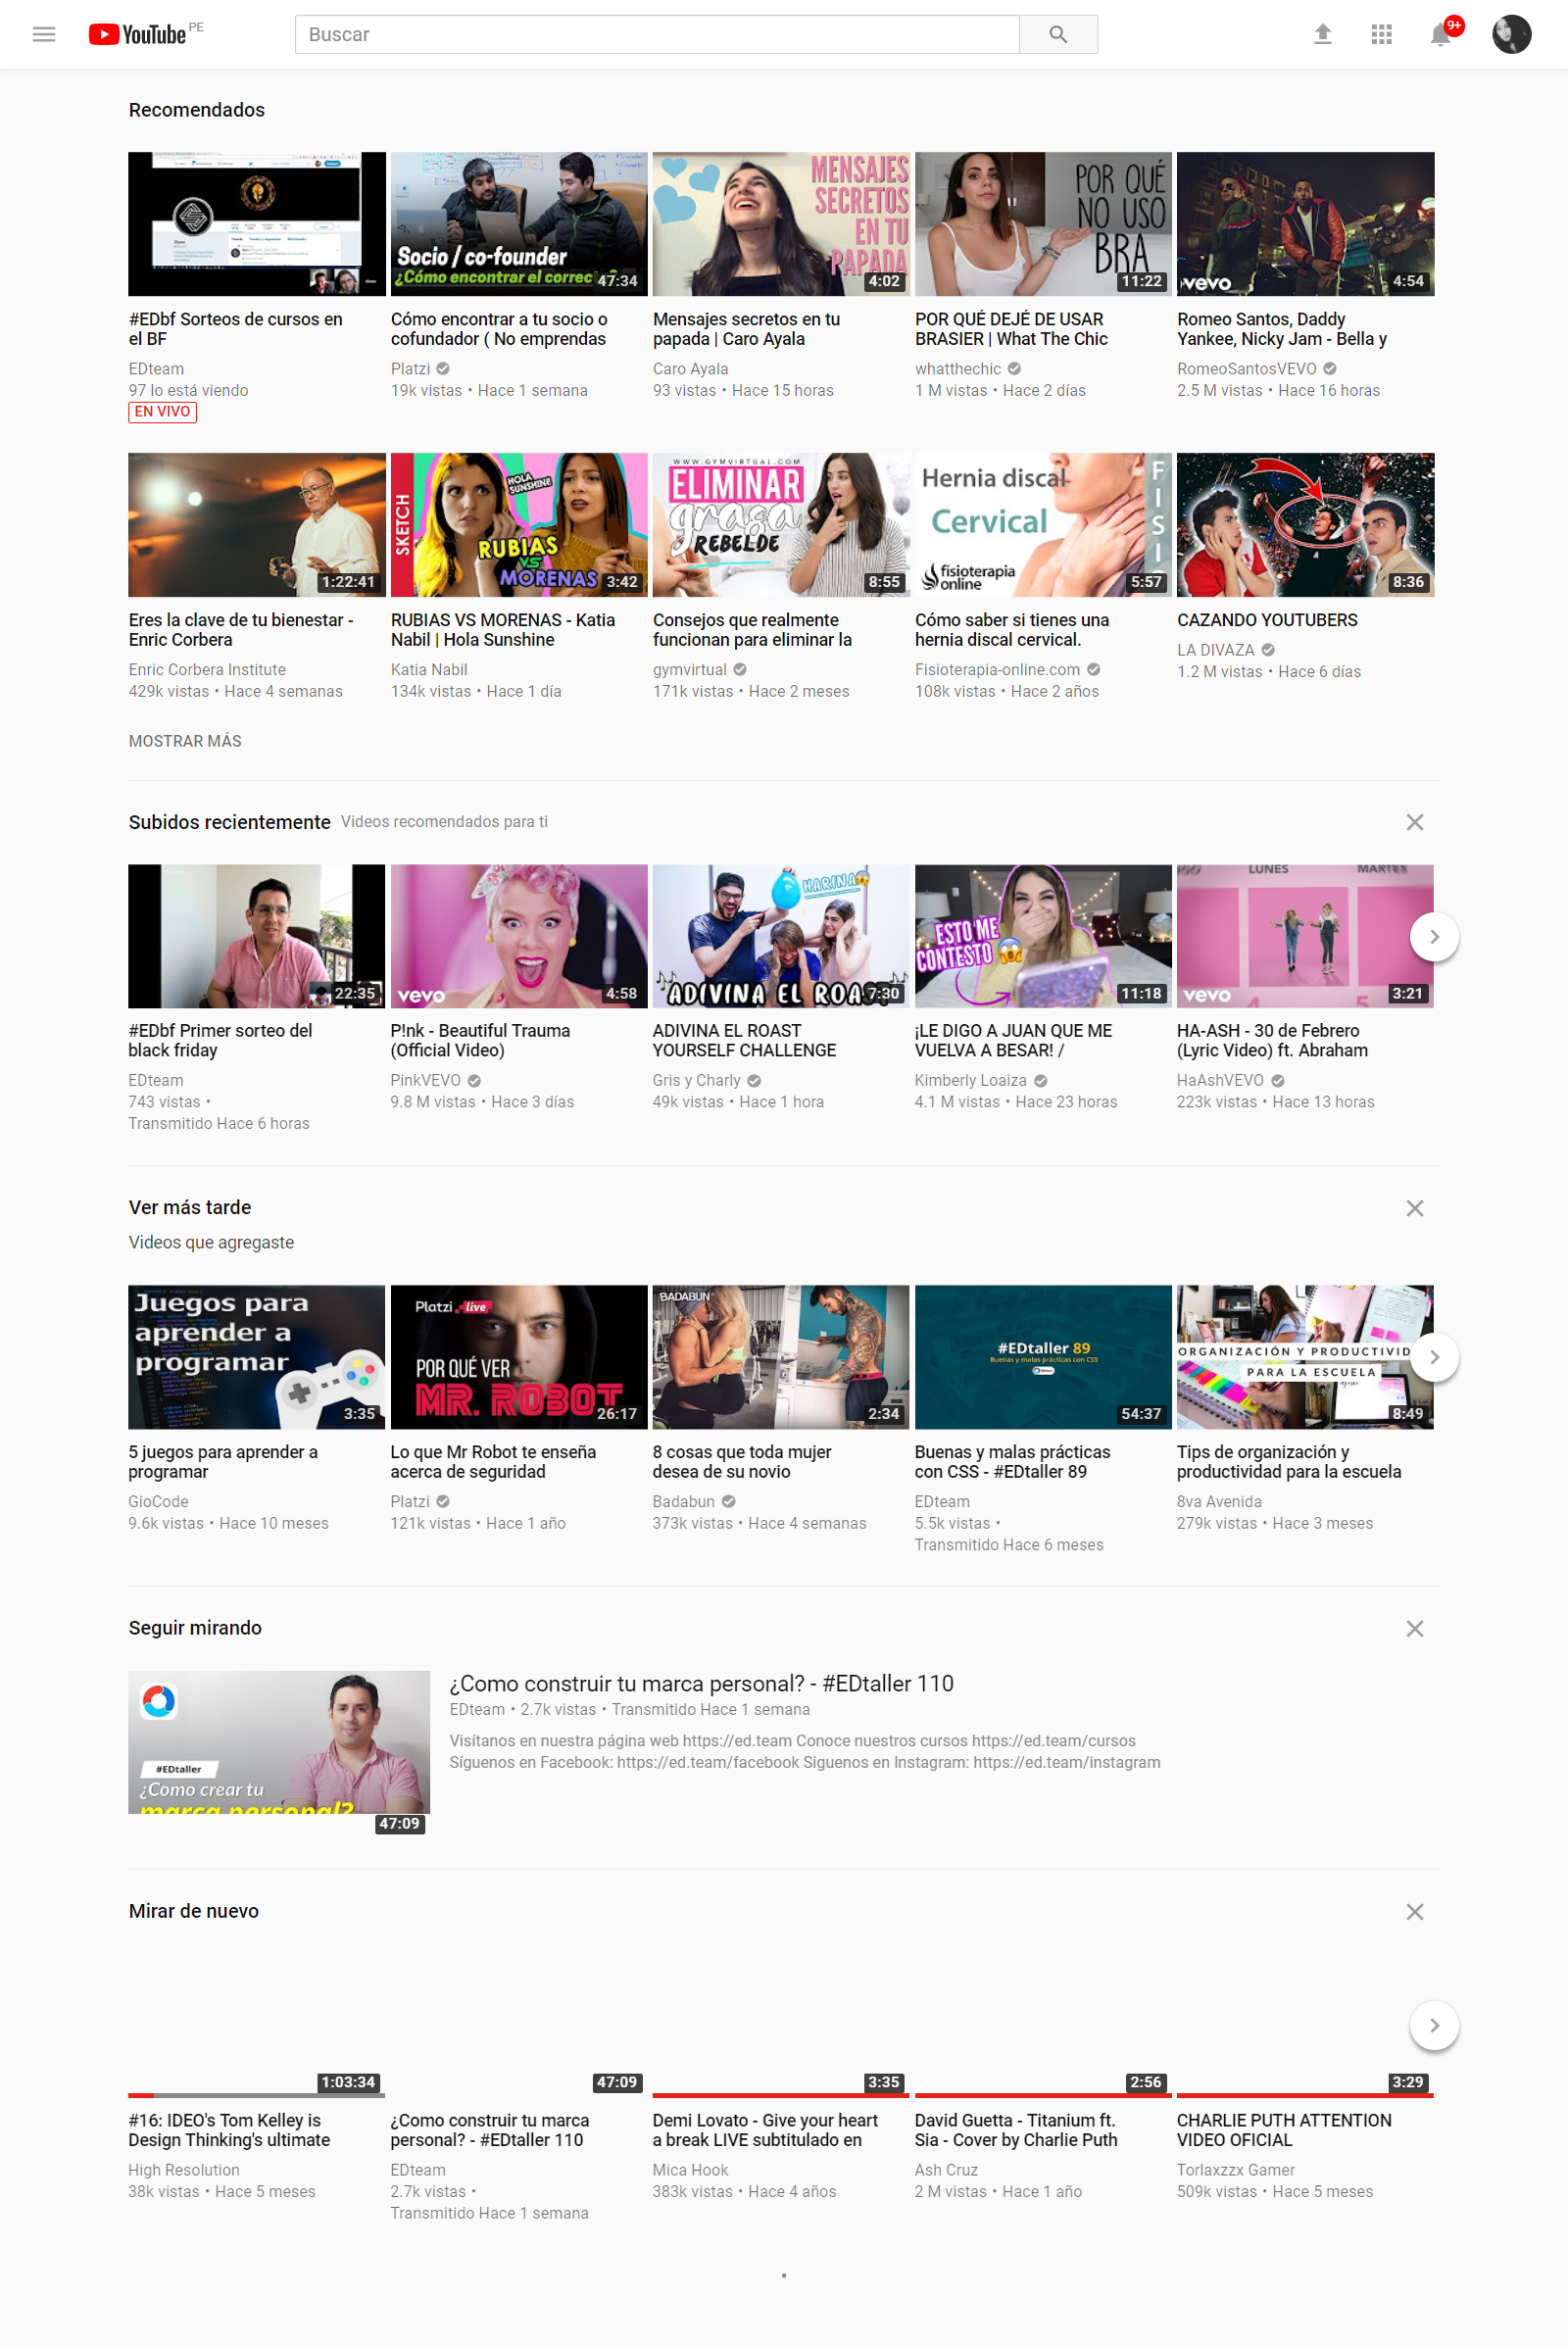 YouTube PE
Buscar
9+
Recomendados
Socio / co-founder
¿Cómo encontrar el correc
47:34
MENSAJES
SECRETOS
EN TU
PAPADA
4:02
POR QUÉ
NO USO
BRA
11:22
vevo
4:54
#EDbf Sorteos de cursos en
el BF
EDteam
97 lo está viendo
EN VIVO
Cómo encontrar a tu socio o
cofundador ( No emprendas
Platzi
19k vistas • Hace 1 semana
Mensajes secretos en tu
papada | Caro Ayala
Caro Ayala
93 vistas • Hace 15 horas
POR QUÉ DEJÉ DE USAR
BRASIER | What The Chic
whatthechic
1 M vistas • Hace 2 días
Romeo Santos, Daddy
Yankee, Nicky Jam - Bella y
RomeoSantosVEVO
2.5 M vistas • Hace 16 horas
1:22:41
SKETCH
HOLA
SUNSHINE
RUBIAS
VS
MORENAS
3:42
WWW.GYMVIRTUAL.COM
ELIMINAR
grasa
REBELDE
8:55
Hernia discal
Cervical
FISI
fisioterapia
online
5:57
8:36
Eres la clave de tu bienestar -
Enric Corbera
Enric Corbera Institute
429k vistas • Hace 4 semanas
RUBIAS VS MORENAS - Katia
Nabil | Hola Sunshine
Katia Nabil
134k vistas • Hace 1 día
Consejos que realmente
funcionan para eliminar la
gymvirtual
171k vistas • Hace 2 meses
Cómo saber si tienes una
hernia discal cervical.
Fisioterapia-online.com
108k vistas • Hace 2 años
CAZANDO YOUTUBERS
LA DIVAZA
1.2 M vistas • Hace 6 días
MOSTRAR MÁS
Subidos recientemente Videos recomendados para ti
22:35
vevo
4:58
HARINA
ADIVINA EL ROA
7:30
ESTO ME
CONTESTO
11:18
LUNES MARTES
4 5
vevo
3:21
#EDbf Primer sorteo del
black friday
EDteam
743 vistas •
Transmitido Hace 6 horas
P!nk - Beautiful Trauma
(Official Video)
PinkVEVO
9.8 M vistas • Hace 3 días
ADIVINA EL ROAST
YOURSELF CHALLENGE
Gris y Charly
49k vistas • Hace 1 hora
¡LE DIGO A JUAN QUE ME
VUELVA A BESAR! /
Kimberly Loaiza
4.1 M vistas • Hace 23 horas
HA-ASH - 30 de Febrero
(Lyric Video) ft. Abraham
HaAshVEVO
223k vistas • Hace 13 horas
Ver más tarde
Videos que agregaste
Juegos para
aprender a
programar
3:35
Platzi live
POR QUÉ VER
MR. ROBOT
26:17
BADABUN
2:34
#EDtaller 89
Buenas y malas prácticas con CSS
54:37
ORGANIZACIÓN Y PRODUCTIVID
PARA LA ESCUELA
8:49
5 juegos para aprender a
programar
GioCode
9.6k vistas • Hace 10 meses
Lo que Mr Robot te enseña
acerca de seguridad
Platzi
121k vistas • Hace 1 año
8 cosas que toda mujer
desea de su novio
Badabun
373k vistas • Hace 4 semanas
Buenas y malas prácticas
con CSS - #EDtaller 89
EDteam
5.5k vistas •
Transmitido Hace 6 meses
Tips de organización y
productividad para la escuela
8va Avenida
279k vistas • Hace 3 meses
Seguir mirando
#EDtaller
¿Como crear tu
marca personal?
47:09
¿Como construir tu marca personal? - #EDtaller 110
EDteam • 2.7k vistas • Transmitido Hace 1 semana
Visítanos en nuestra página web https://ed.team Conoce nuestros cursos https://ed.team/cursos
Síguenos en Facebook: https://ed.team/facebook Siguenos en Instagram: https://ed.team/instagram
Mirar de nuevo
1:03:34
47:09
3:35
2:56
3:29
#16: IDEO's Tom Kelley is
Design Thinking's ultimate
High Resolution
38k vistas • Hace 5 meses
¿Como construir tu marca
personal? - #EDtaller 110
EDteam
2.7k vistas •
Transmitido Hace 1 semana
Demi Lovato - Give your heart
a break LIVE subtitulado en
Mica Hook
383k vistas • Hace 4 años
David Guetta - Titanium ft.
Sia - Cover by Charlie Puth
Ash Cruz
2 M vistas • Hace 1 año
CHARLIE PUTH ATTENTION
VIDEO OFICIAL
Torlaxzzx Gamer
509k vistas • Hace 5 meses